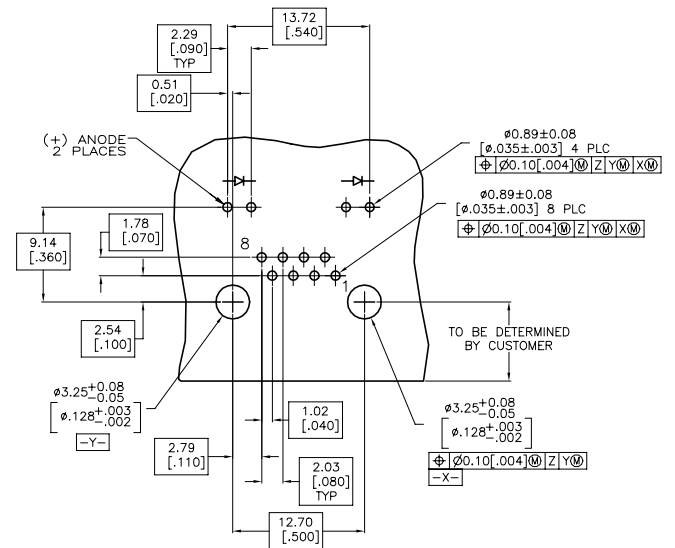 13.72
[.540]
2.29
[.090]
TYP
0.51
[.020]
(+) ANODE
2 PLACES
ø0.89±0.08
[ø.035±.003] 4 PLC
⌖ Ø0.10[.004]Ⓜ Z YⓂ XⓂ
ø0.89±0.08
[ø.035±.003] 8 PLC
⌖ Ø0.10[.004]Ⓜ Z YⓂ XⓂ
1.78
[.070]
8
9.14
[.360]
1
2.54
[.100]
TO BE DETERMINED
BY CUSTOMER
ø3.25+0.08
−0.05
[ø.128+.003
−.002]
-Y-
1.02
[.040]
ø3.25+0.08
−0.05
[ø.128+.003
−.002]
⌖ Ø0.10[.004]Ⓜ Z YⓂ
-X-
2.79
[.110]
2.03
[.080]
TYP
12.70
[.500]